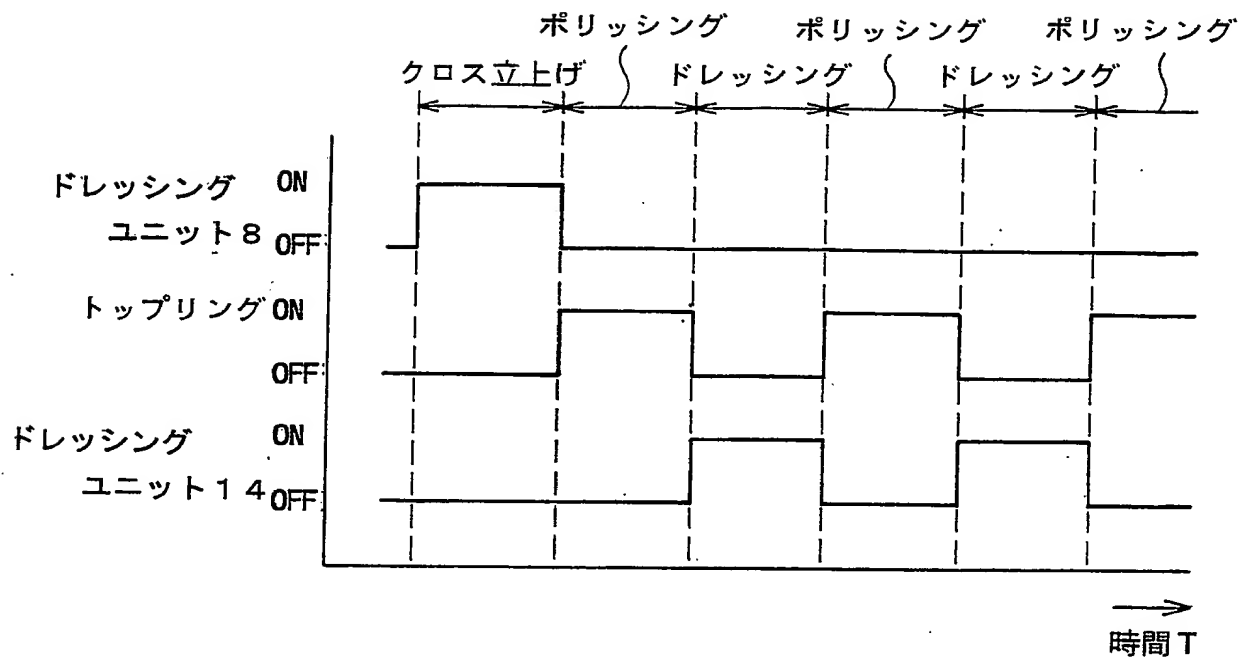 ポリッシング ポリッシング ポリッシング
クロス立上げ ドレッシング ドレッシング
ドレッシング ON
ユニット8 OFF
トップリング ON
OFF
ドレッシング ON
ユニット14 OFF
時間T